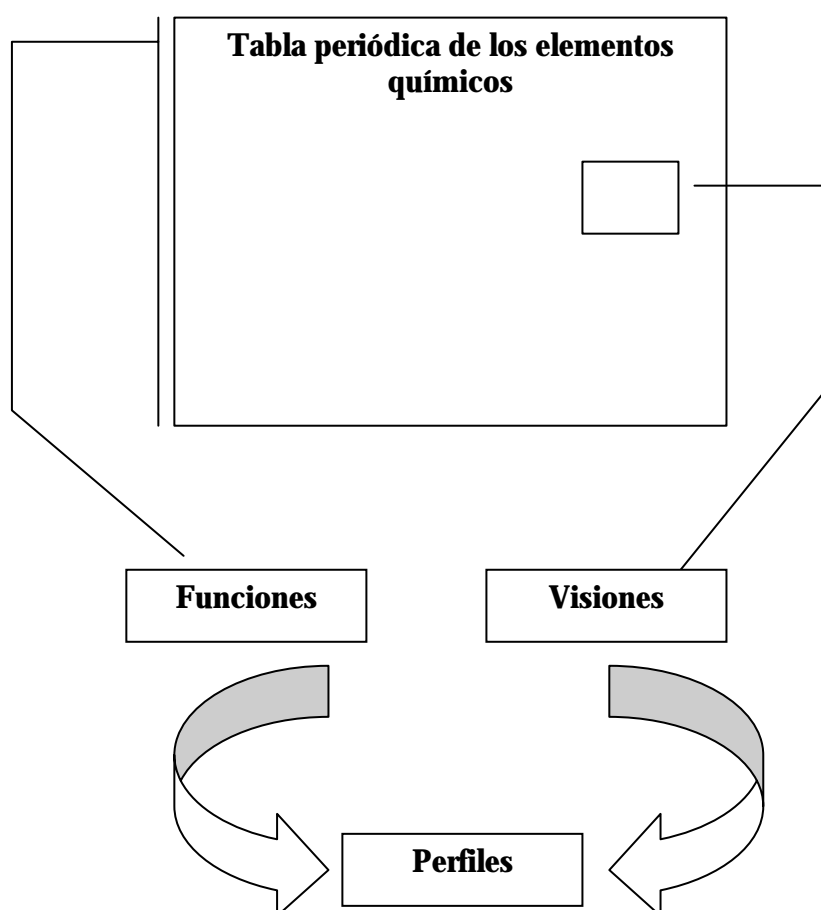 Tabla periódica de los elementos
químicos
Funciones
Visiones
Perfiles